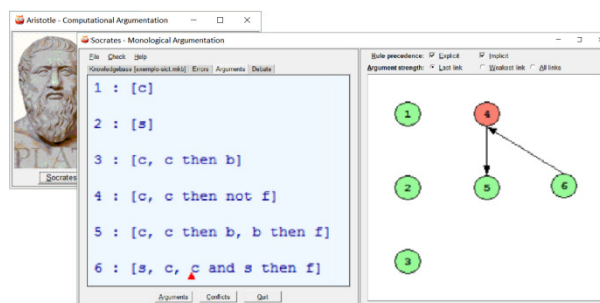 Aristotle - Computational Argumentation
Socrates - Monological Argumentation
File Check Help
Knowledgebase [exemplo-sict.mkb] Errors Arguments Debate
1 : [c]
2 : [s]
3 : [c, c then b]
4 : [c, c then not f]
5 : [c, c then b, b then f]
6 : [s, c, c and s then f]
Arguments Conflicts Quit
Rule precedence: Explicit Implicit
Argument strength: Last link Weakest link All links
1 4
2 5 6
3
PLAT
Socrates